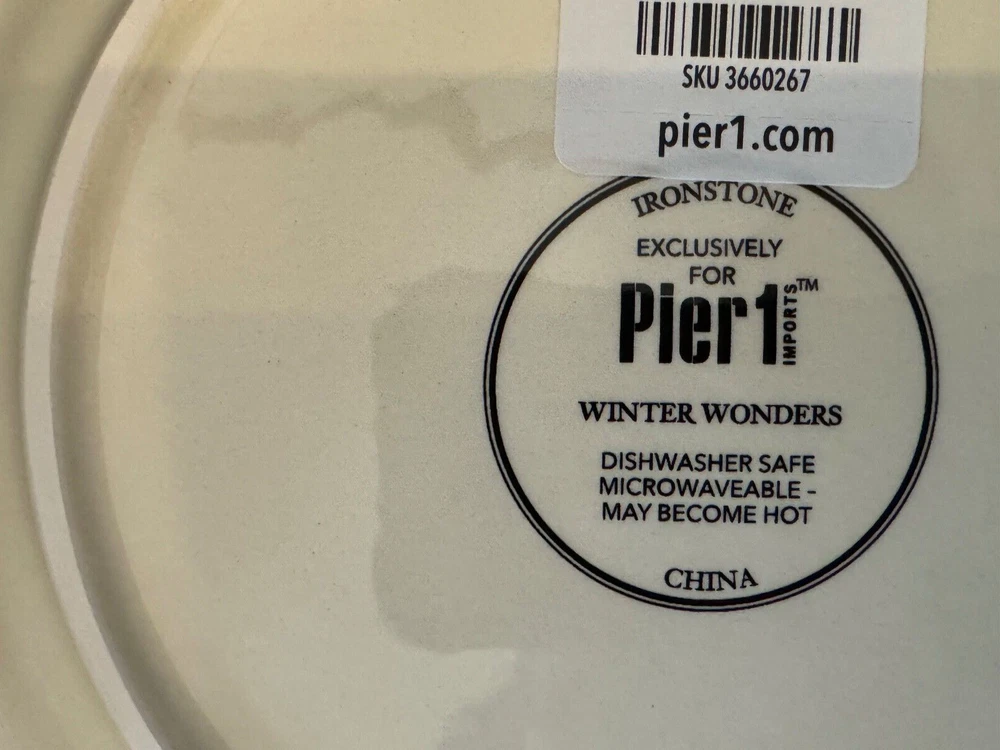 SKU 3660267
pier1.com
IRONSTONE
EXCLUSIVELY
FOR
Pier1 IMPORTS™
WINTER WONDERS
DISHWASHER SAFE
MICROWAVEABLE -
MAY BECOME HOT
CHINA